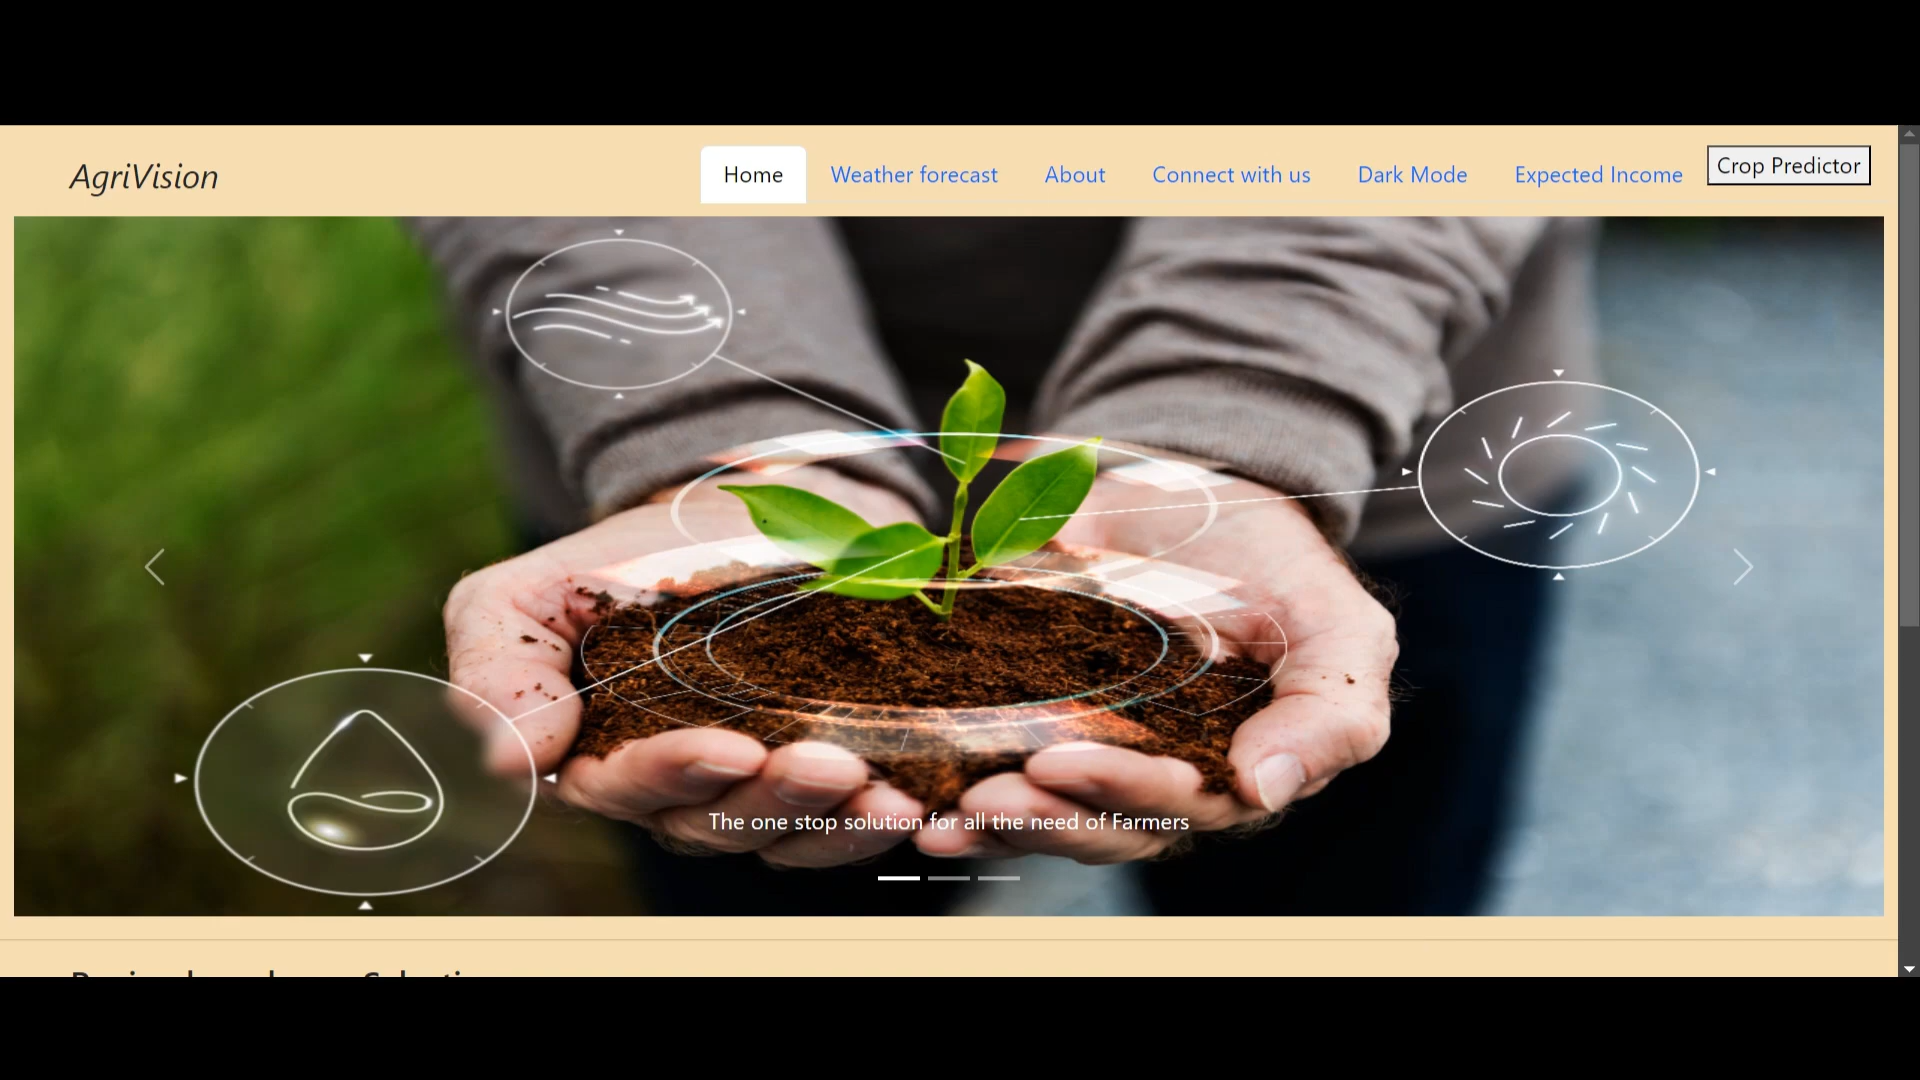 AgriVision
Home Weather forecast About Connect with us Dark Mode Expected Income Crop Predictor
The one stop solution for all the need of Farmers